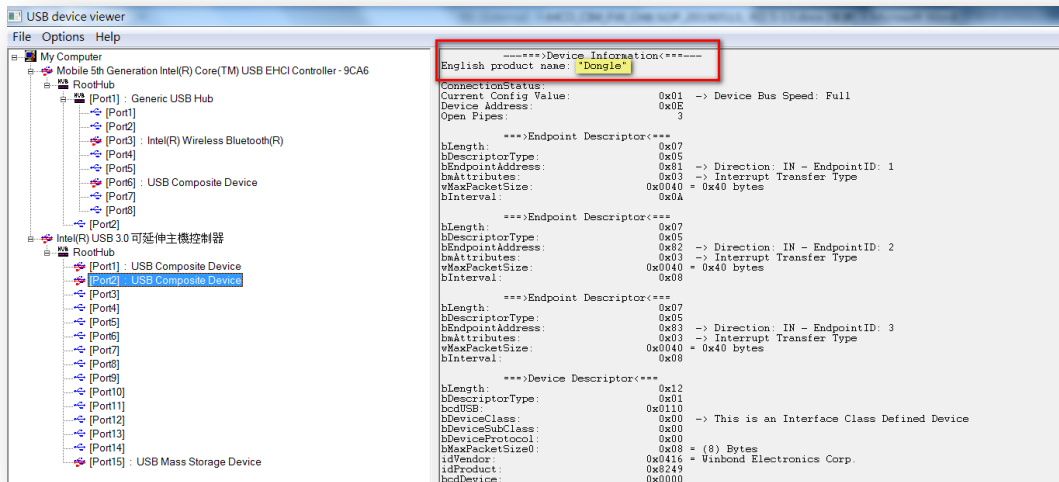 USB device viewer
File Options Help
My Computer
Mobile 5th Generation Intel(R) Core(TM) USB EHCI Controller - 9CA6
RootHub
[Port1] : Generic USB Hub
[Port1]
[Port2]
[Port3] : Intel(R) Wireless Bluetooth(R)
[Port4]
[Port5]
[Port6] : USB Composite Device
[Port7]
[Port8]
[Port2]
Intel(R) USB 3.0 可延伸主機控制器
RootHub
[Port1] : USB Composite Device
[Port2] : USB Composite Device
[Port3]
[Port4]
[Port5]
[Port6]
[Port7]
[Port8]
[Port9]
[Port10]
[Port11]
[Port12]
[Port13]
[Port14]
[Port15] : USB Mass Storage Device
---===>Device Information<===---
English product name: "Dongle"
ConnectionStatus:
Current Config Value: 0x01 -> Device Bus Speed: Full
Device Address: 0x0E
Open Pipes: 3
===>Endpoint Descriptor<===
bLength: 0x07
bDescriptorType: 0x05
bEndpointAddress: 0x81 -> Direction: IN - EndpointID: 1
bmAttributes: 0x03 -> Interrupt Transfer Type
wMaxPacketSize: 0x0040 = 0x40 bytes
bInterval: 0x0A
===>Endpoint Descriptor<===
bLength: 0x07
bDescriptorType: 0x05
bEndpointAddress: 0x82 -> Direction: IN - EndpointID: 2
bmAttributes: 0x03 -> Interrupt Transfer Type
wMaxPacketSize: 0x0040 = 0x40 bytes
bInterval: 0x08
===>Endpoint Descriptor<===
bLength: 0x07
bDescriptorType: 0x05
bEndpointAddress: 0x83 -> Direction: IN - EndpointID: 3
bmAttributes: 0x03 -> Interrupt Transfer Type
wMaxPacketSize: 0x0040 = 0x40 bytes
bInterval: 0x08
===>Device Descriptor<===
bLength: 0x12
bDescriptorType: 0x01
bcdUSB: 0x0110
bDeviceClass: 0x00 -> This is an Interface Class Defined Device
bDeviceSubClass: 0x00
bDeviceProtocol: 0x00
bMaxPacketSize0: 0x08 = (8) Bytes
idVendor: 0x0416 = Winbond Electronics Corp.
idProduct: 0x8249
bcdDevice: 0x0000